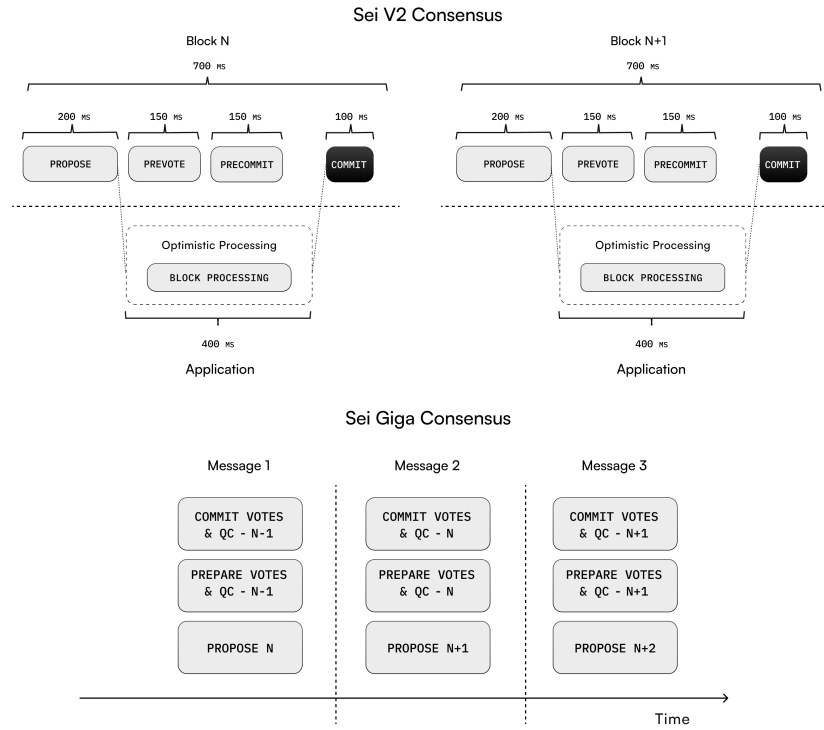 Sei V2 Consensus
Block N
700 MS
200 MS
150 MS
150 MS
100 MS
PROPOSE
PREVOTE
PRECOMMIT
COMMIT
Optimistic Processing
BLOCK PROCESSING
400 MS
Application
Block N+1
700 MS
200 MS
150 MS
150 MS
100 MS
PROPOSE
PREVOTE
PRECOMMIT
COMMIT
Optimistic Processing
BLOCK PROCESSING
400 MS
Application
Sei Giga Consensus
Message 1
COMMIT VOTES
& QC - N-1
PREPARE VOTES
& QC - N-1
PROPOSE N
Message 2
COMMIT VOTES
& QC - N
PREPARE VOTES
& QC - N
PROPOSE N+1
Message 3
COMMIT VOTES
& QC - N+1
PREPARE VOTES
& QC - N+1
PROPOSE N+2
Time